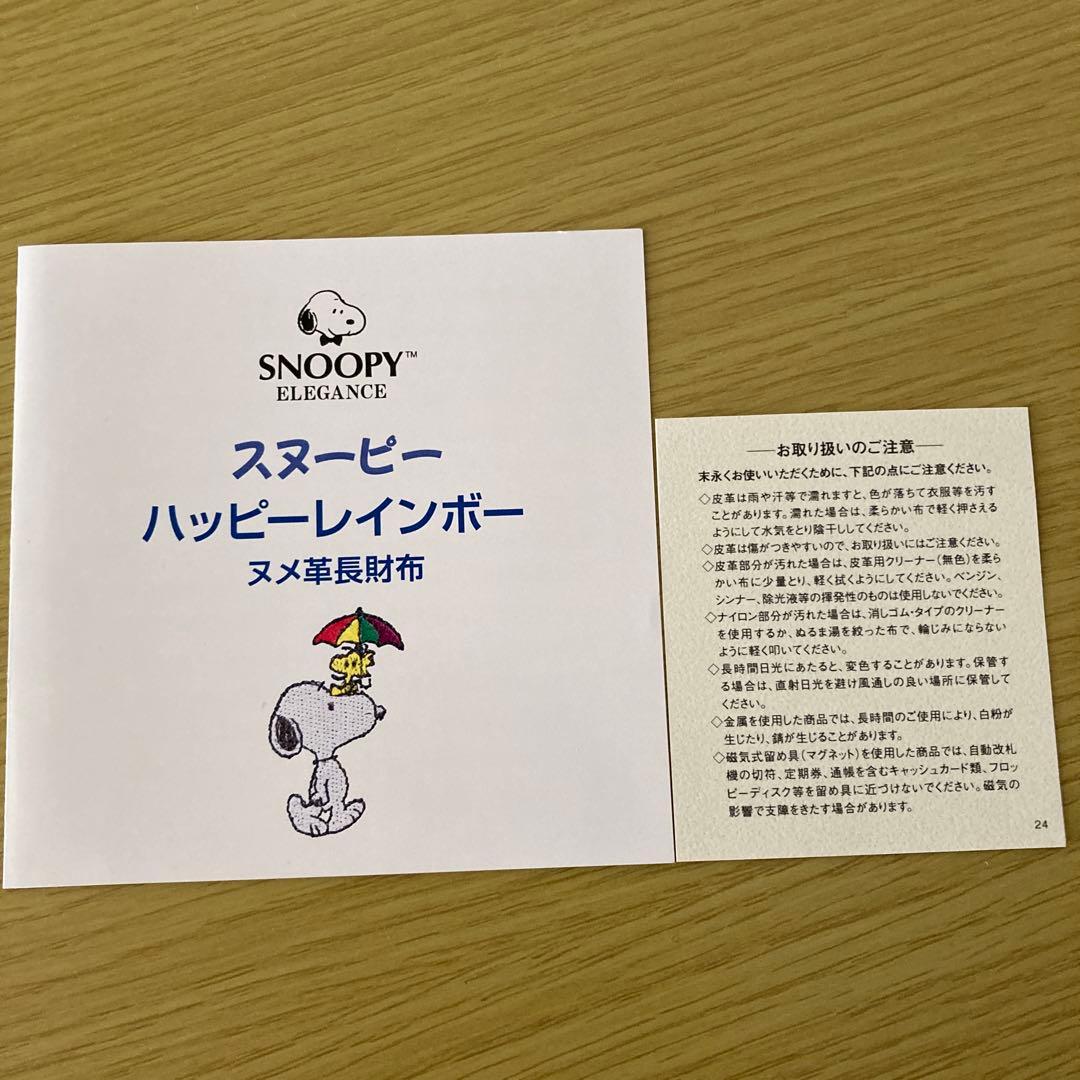 SNOOPY™
ELEGANCE
スヌーピー
ハッピーレインボー
ヌメ革長財布
お取り扱いのご注意
末永くお使いいただくために、下記の点にご注意ください。
◇皮革は雨や汗等で濡れますと、色が落ちて衣服等を汚す
ことがあります。濡れた場合は、柔らかい布で軽く押さえる
ようにして水気をとり陰干ししてください。
◇皮革は傷がつきやすいので、お取り扱いにはご注意ください。
◇皮革部分が汚れた場合は、皮革用クリーナー(無色)を柔ら
かい布に少量とり、軽く拭くようにしてください。ベンジン、
シンナー、除光液等の揮発性のものは使用しないでください。
◇ナイロン部分が汚れた場合は、消しゴム・タイプのクリーナー
を使用するか、ぬるま湯を絞った布で、輪じみにならない
ように軽く叩いてください。
◇長時間日光にあたると、変色することがあります。保管す
る場合は、直射日光を避け風通しの良い場所に保管して
ください。
◇金属を使用した商品では、長時間のご使用により、白粉が
生じたり、錆が生じることがあります。
◇磁気式留め具(マグネット)を使用した商品では、自動改札
機の切符、定期券、通帳を含むキャッシュカード類、フロッ
ピーディスク等を留め具に近づけないでください。磁気の
影響で支障をきたす場合があります。
24